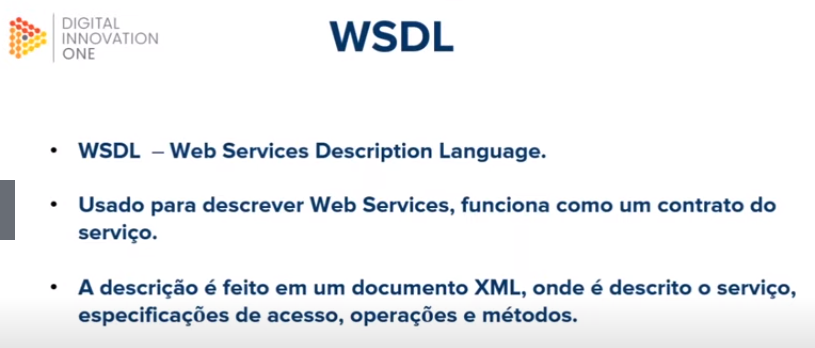 DIGITAL
INNOVATION
ONE
WSDL
• WSDL – Web Services Description Language.
• Usado para descrever Web Services, funciona como um contrato do
serviço.
• A descrição é feito em um documento XML, onde é descrito o serviço,
especificações de acesso, operações e métodos.